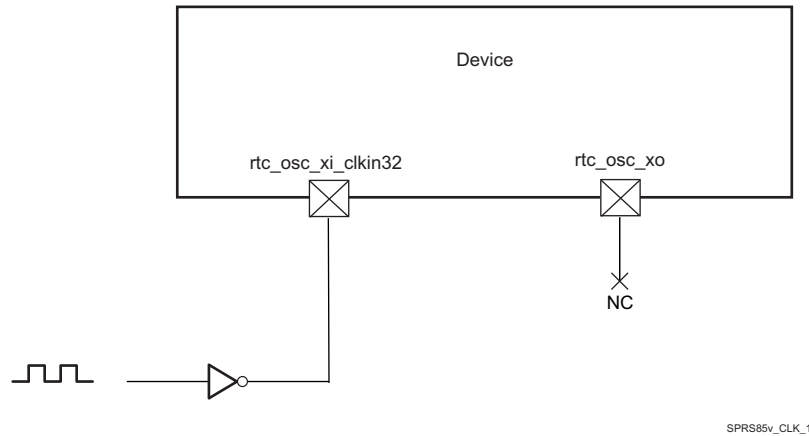 Device
rtc_osc_xi_clkin32
rtc_osc_xo
NC
SPRS85v_CLK_1